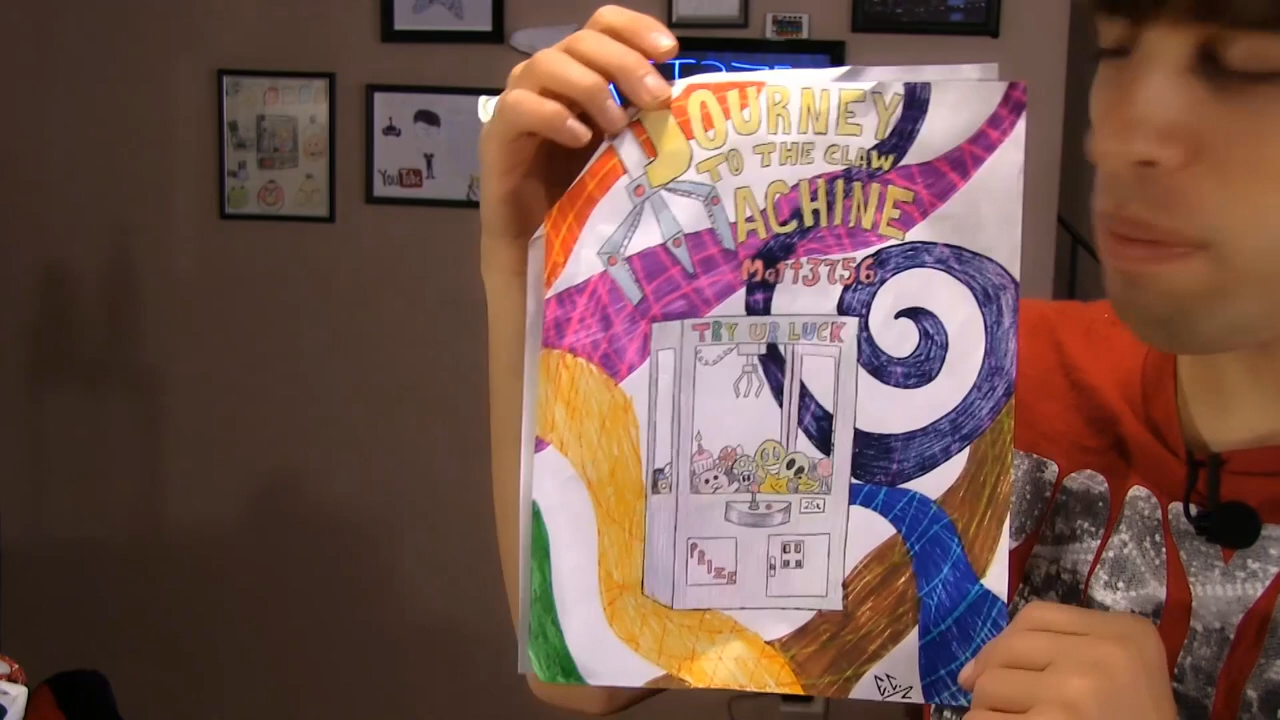 JOURNEY
TO THE CLAW
MACHINE
Matt3756
TRY UR LUCK
25¢
PRIZE
E.C.
YouTube